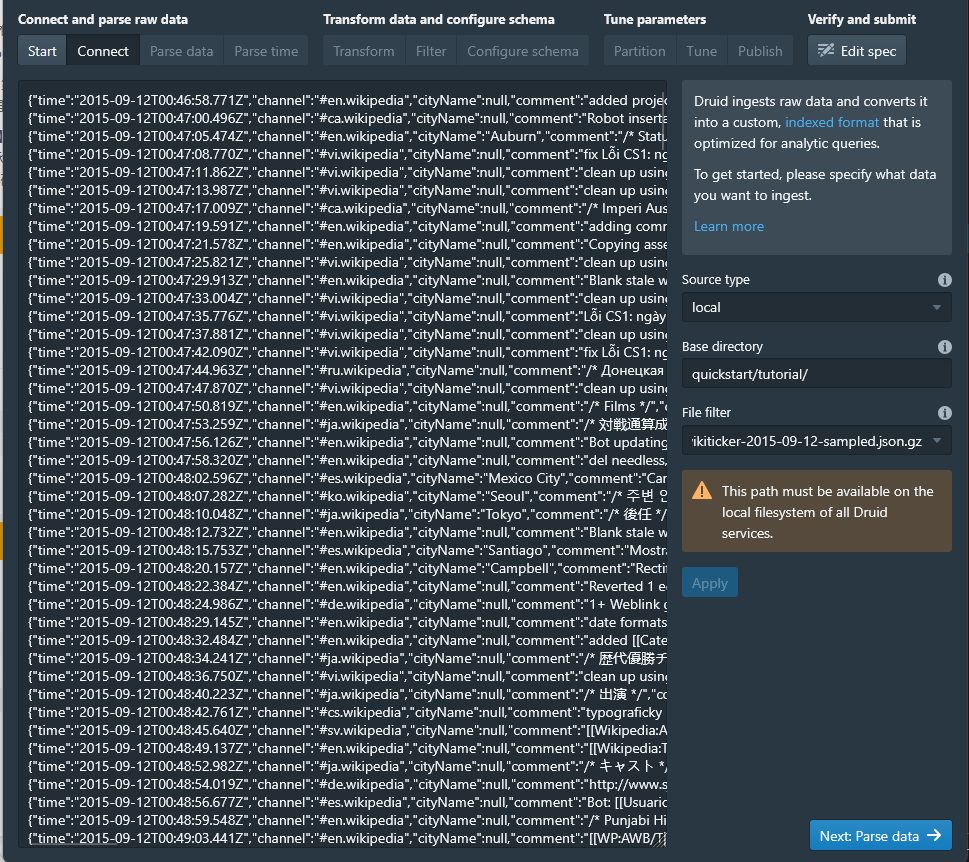 Connect and parse raw data Transform data and configure schema Tune parameters Verify and submit
Start Connect Parse data Parse time Transform Filter Configure schema Partition Tune Publish Edit spec
{"time":"2015-09-12T00:46:58.771Z","channel":"#en.wikipedia","cityName":null,"comment":"added projec
{"time":"2015-09-12T00:47:00.496Z","channel":"#ca.wikipedia","cityName":null,"comment":"Robot inserta
{"time":"2015-09-12T00:47:05.474Z","channel":"#en.wikipedia","cityName":"Auburn","comment":"/* Stat
{"time":"2015-09-12T00:47:08.770Z","channel":"#vi.wikipedia","cityName":null,"comment":"fix Lỗi CS1: ng
{"time":"2015-09-12T00:47:11.862Z","channel":"#vi.wikipedia","cityName":null,"comment":"clean up using
{"time":"2015-09-12T00:47:13.987Z","channel":"#vi.wikipedia","cityName":null,"comment":"clean up using
{"time":"2015-09-12T00:47:17.009Z","channel":"#ca.wikipedia","cityName":null,"comment":"/* Imperi Aus
{"time":"2015-09-12T00:47:19.591Z","channel":"#en.wikipedia","cityName":null,"comment":"adding comm
{"time":"2015-09-12T00:47:21.578Z","channel":"#en.wikipedia","cityName":null,"comment":"Copying asse
{"time":"2015-09-12T00:47:25.821Z","channel":"#vi.wikipedia","cityName":null,"comment":"clean up using
{"time":"2015-09-12T00:47:29.913Z","channel":"#en.wikipedia","cityName":null,"comment":"Blank stale w
{"time":"2015-09-12T00:47:33.004Z","channel":"#vi.wikipedia","cityName":null,"comment":"clean up using
{"time":"2015-09-12T00:47:35.776Z","channel":"#vi.wikipedia","cityName":null,"comment":"Lỗi CS1: ngày
{"time":"2015-09-12T00:47:37.881Z","channel":"#vi.wikipedia","cityName":null,"comment":"clean up using
{"time":"2015-09-12T00:47:42.090Z","channel":"#vi.wikipedia","cityName":null,"comment":"fix Lỗi CS1: ng
{"time":"2015-09-12T00:47:44.963Z","channel":"#ru.wikipedia","cityName":null,"comment":"/* Донецкая
{"time":"2015-09-12T00:47:47.870Z","channel":"#vi.wikipedia","cityName":null,"comment":"clean up using
{"time":"2015-09-12T00:47:50.819Z","channel":"#en.wikipedia","cityName":null,"comment":"/* Films */","c
{"time":"2015-09-12T00:47:53.259Z","channel":"#ja.wikipedia","cityName":null,"comment":"/* 対戦通算成
{"time":"2015-09-12T00:47:56.126Z","channel":"#en.wikipedia","cityName":null,"comment":"Bot updating
{"time":"2015-09-12T00:47:58.320Z","channel":"#en.wikipedia","cityName":null,"comment":"del needless,
{"time":"2015-09-12T00:48:02.596Z","channel":"#es.wikipedia","cityName":"Mexico City","comment":"Car
{"time":"2015-09-12T00:48:07.282Z","channel":"#ko.wikipedia","cityName":"Seoul","comment":"/* 주변 인
{"time":"2015-09-12T00:48:10.048Z","channel":"#ja.wikipedia","cityName":"Tokyo","comment":"/* 後任 */
{"time":"2015-09-12T00:48:12.732Z","channel":"#en.wikipedia","cityName":null,"comment":"Blank stale w
{"time":"2015-09-12T00:48:15.753Z","channel":"#es.wikipedia","cityName":"Santiago","comment":"Mostra
{"time":"2015-09-12T00:48:20.157Z","channel":"#en.wikipedia","cityName":"Campbell","comment":"Recti
{"time":"2015-09-12T00:48:22.384Z","channel":"#en.wikipedia","cityName":null,"comment":"Reverted 1 e
{"time":"2015-09-12T00:48:24.986Z","channel":"#de.wikipedia","cityName":null,"comment":"1+ Weblink g
{"time":"2015-09-12T00:48:29.145Z","channel":"#en.wikipedia","cityName":null,"comment":"date formats
{"time":"2015-09-12T00:48:32.484Z","channel":"#en.wikipedia","cityName":null,"comment":"added [[Cate
{"time":"2015-09-12T00:48:34.241Z","channel":"#ja.wikipedia","cityName":null,"comment":"/* 歴代優勝チ
{"time":"2015-09-12T00:48:36.750Z","channel":"#vi.wikipedia","cityName":null,"comment":"clean up using
{"time":"2015-09-12T00:48:40.223Z","channel":"#ja.wikipedia","cityName":null,"comment":"/* 出演 */","co
{"time":"2015-09-12T00:48:42.761Z","channel":"#cs.wikipedia","cityName":null,"comment":"typograficky
{"time":"2015-09-12T00:48:45.640Z","channel":"#sv.wikipedia","cityName":null,"comment":"[[Wikipedia:A
{"time":"2015-09-12T00:48:49.137Z","channel":"#en.wikipedia","cityName":null,"comment":"[[Wikipedia:T
{"time":"2015-09-12T00:48:52.982Z","channel":"#ja.wikipedia","cityName":null,"comment":"/* キャスト */
{"time":"2015-09-12T00:48:54.019Z","channel":"#de.wikipedia","cityName":null,"comment":"http://www.s
{"time":"2015-09-12T00:48:56.677Z","channel":"#es.wikipedia","cityName":null,"comment":"Bot: [[Usuario
{"time":"2015-09-12T00:48:59.548Z","channel":"#en.wikipedia","cityName":null,"comment":"/* Punjabi Hi
{"time":"2015-09-12T00:49:03.441Z","channel":"#en.wikipedia","cityName":null,"comment":"[[WP:AWB/T
Druid ingests raw data and converts it
into a custom, indexed format that is
optimized for analytic queries.
To get started, please specify what data
you want to ingest.
Learn more
Source type
local
Base directory
quickstart/tutorial/
File filter
ikiticker-2015-09-12-sampled.json.gz
This path must be available on the
local filesystem of all Druid
services.
Apply
Next: Parse data